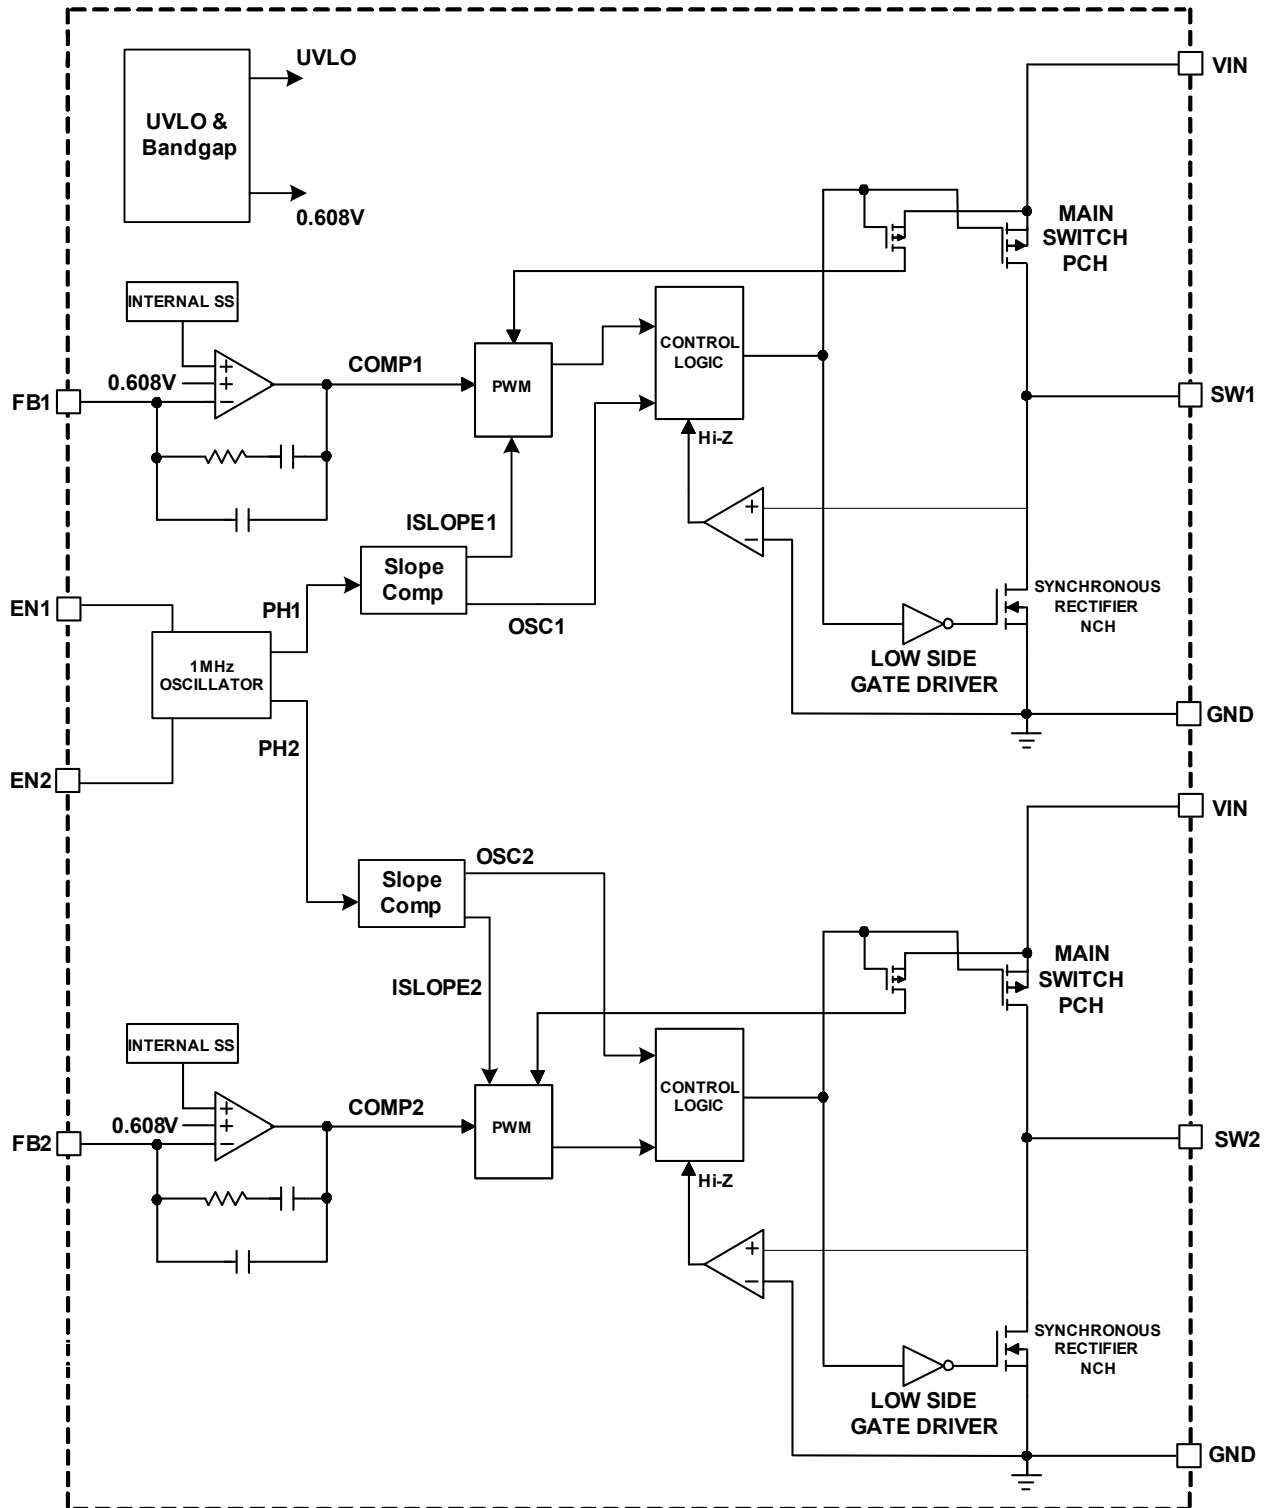 UVLO
VIN
UVLO &
Bandgap
0.608V
MAIN
SWITCH
PCH
INTERNAL SS
CONTROL
LOGIC
COMP1
PWM
+
+
−
0.608V
FB1
SW1
Hi-Z
+
−
ISLOPE1
Slope
Comp
PH1
OSC1
EN1
SYNCHRONOUS
RECTIFIER
NCH
1MHz
OSCILLATOR
LOW SIDE
GATE DRIVER
GND
PH2
EN2
VIN
OSC2
Slope
Comp
MAIN
SWITCH
PCH
ISLOPE2
INTERNAL SS
CONTROL
LOGIC
COMP2
PWM
+
+
−
0.608V
FB2
SW2
Hi-Z
+
−
SYNCHRONOUS
RECTIFIER
NCH
LOW SIDE
GATE DRIVER
GND